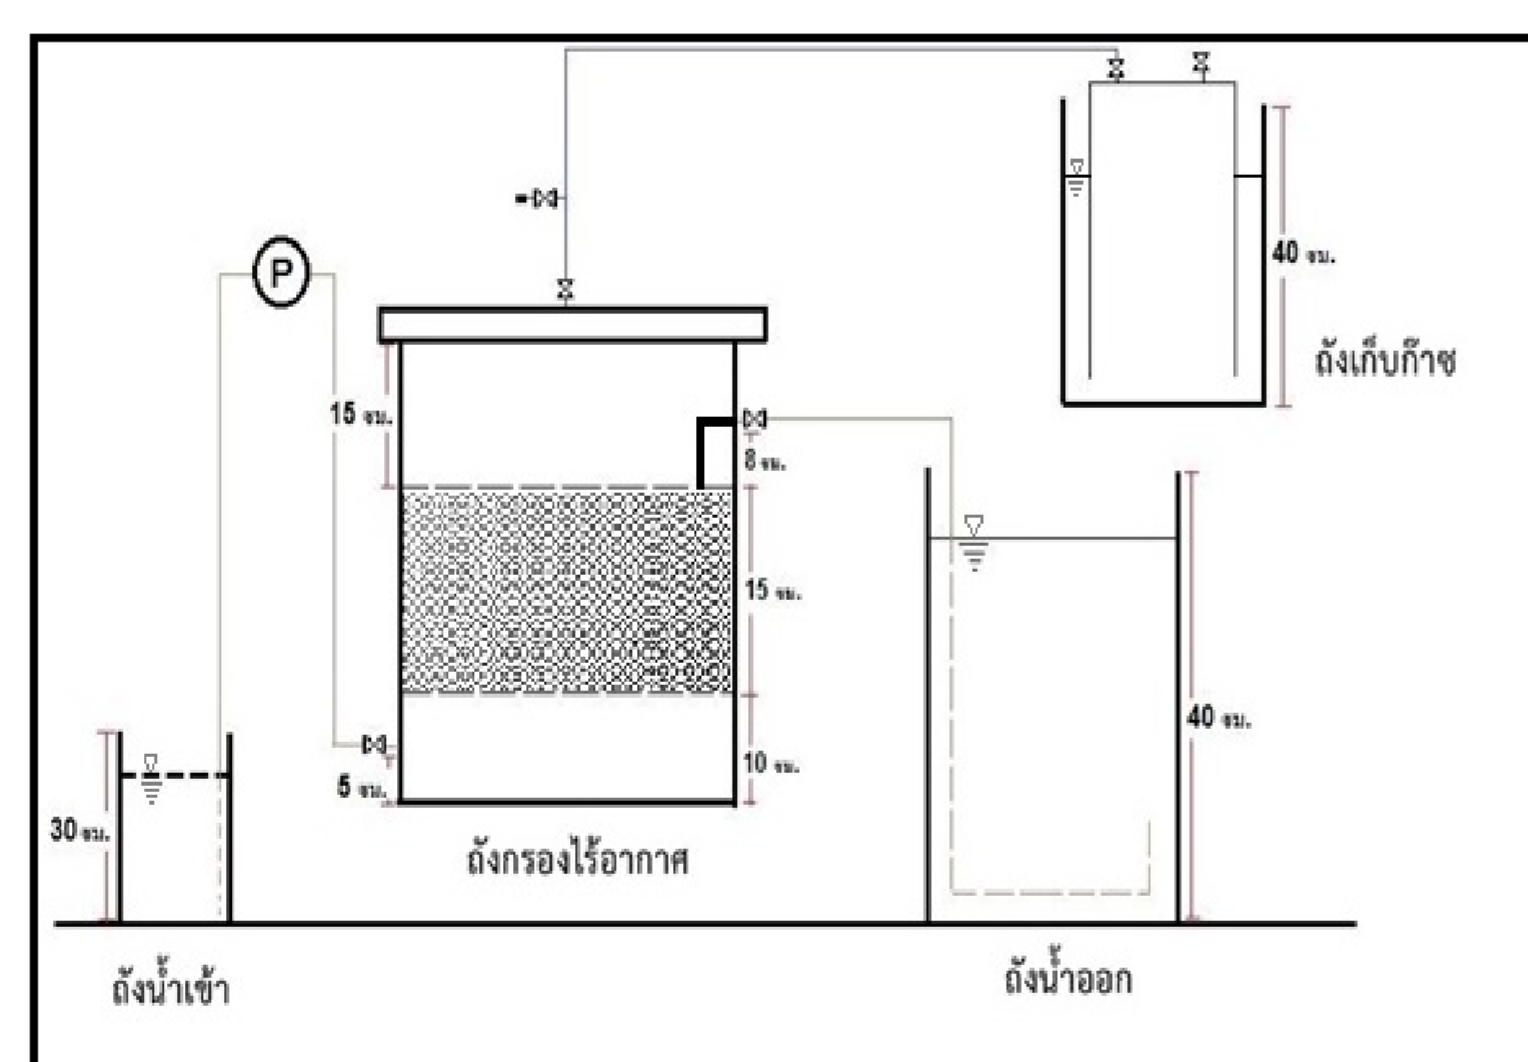 P
40 ซม.
ถังเก็บก๊าซ
15 ซม.
8 ซม.
15 ซม.
40 ซม.
10 ซม.
5 ซม.
30 ซม.
ถังกรองไร้อากาศ
ถังน้ำเข้า
ถังน้ำออก